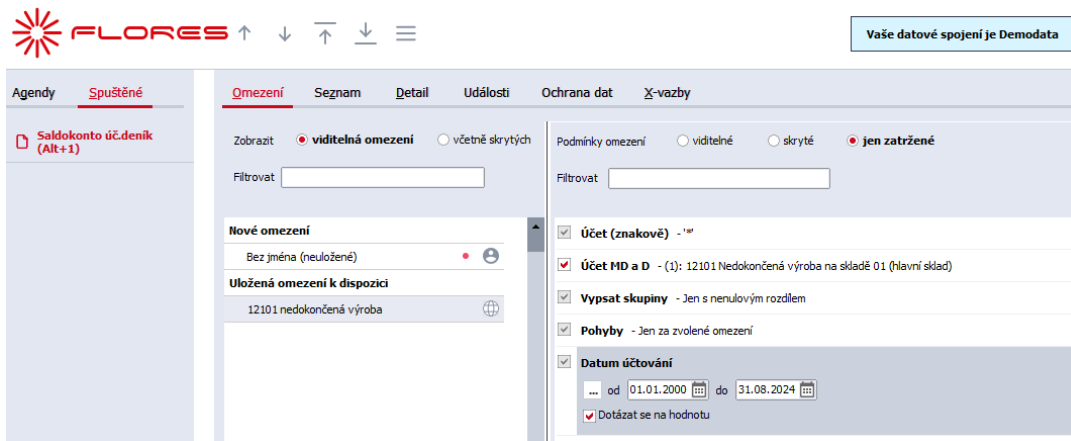 FLORES
Vaše datové spojení je Demodata
Agendy Spuštěné
Omezení Seznam Detail Události Ochrana dat X-vazby
Saldokonto úč.deník
(Alt+1)
Zobrazit viditelná omezení včetně skrytých
Filtrovat
Nové omezení
Bez jména (neuložené)
Uložená omezení k dispozici
12101 nedokončená výroba
Podmínky omezení viditelné skryté jen zatržené
Filtrovat
Účet (znakově) - '*'
Účet MD a D - (1): 12101 Nedokončená výroba na skladě 01 (hlavní sklad)
Vypsat skupiny - Jen s nenulovým rozdílem
Pohyby - Jen za zvolené omezení
Datum účtování
... od 01.01.2000 do 31.08.2024
Dotázat se na hodnotu